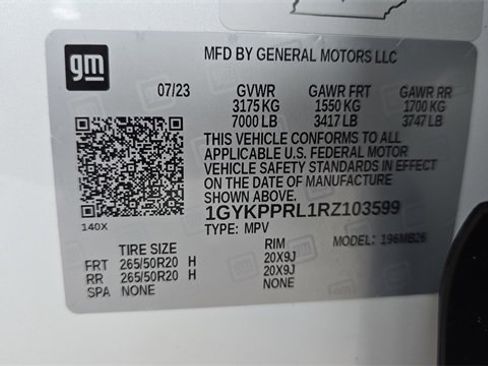 gm
MFD BY GENERAL MOTORS LLC
07/23 GVWR GAWR FRT GAWR RR
3175 KG 1550 KG 1700 KG
7000 LB 3417 LB 3747 LB
THIS VEHICLE CONFORMS TO ALL
APPLICABLE U.S. FEDERAL MOTOR
VEHICLE SAFETY STANDARDS IN EFFECT
ON THE DATE OF MANUFACTURE
SHOWN ABOVE.
1GYKPPRL1RZ103599
140X TYPE: MPV MODEL: 196MB26
TIRE SIZE RIM
FRT 265/50R20 H 20X9J
RR 265/50R20 H 20X9J
SPA NONE NONE